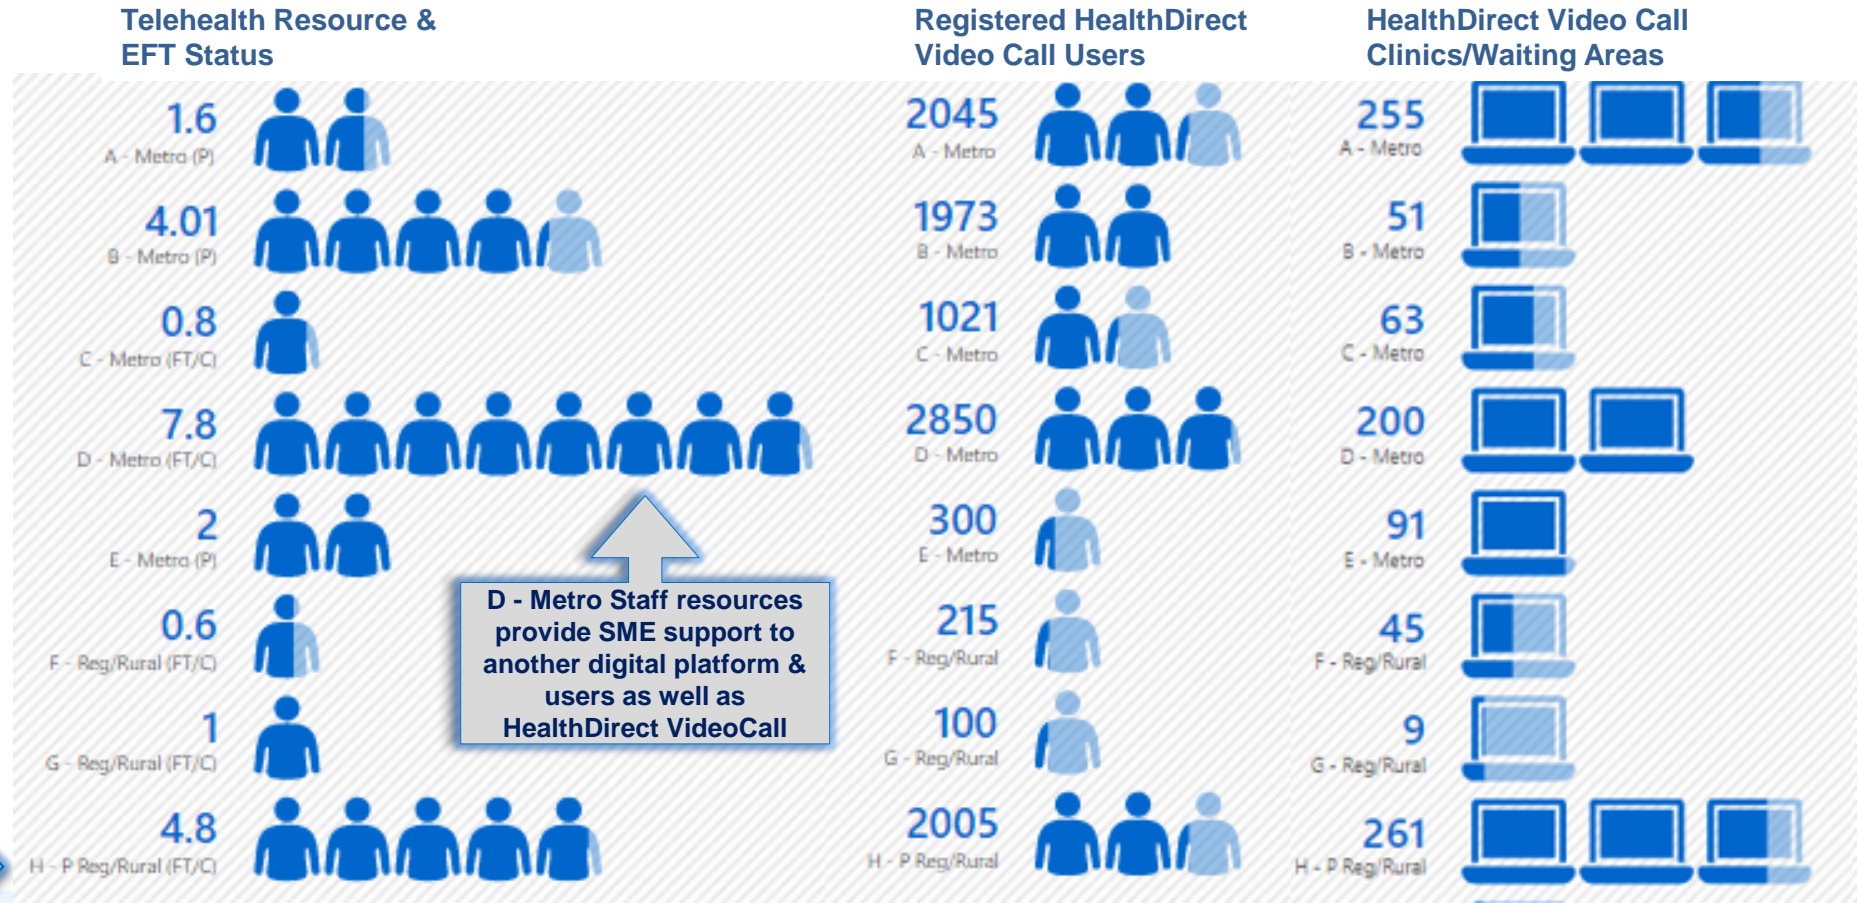 Telehealth Resource &
EFT Status
1.6
A - Metro (P)
4.01
B - Metro (P)
0.8
C - Metro (FT/C)
7.8
D - Metro (FT/C)
2
E - Metro (P)
0.6
F - Reg/Rural (FT/C)
1
G - Reg/Rural (FT/C)
4.8
H - P Reg/Rural (FT/C)
D - Metro Staff resources
provide SME support to
another digital platform &
users as well as
HealthDirect VideoCall
Registered HealthDirect
Video Call Users
2045
A - Metro
1973
B - Metro
1021
C - Metro
2850
D - Metro
300
E - Metro
215
F - Reg/Rural
100
G - Reg/Rural
2005
H - P Reg/Rural
HealthDirect Video Call
Clinics/Waiting Areas
255
A - Metro
51
B - Metro
63
C - Metro
200
D - Metro
91
E - Metro
45
F - Reg/Rural
9
G - Reg/Rural
261
H - P Reg/Rural